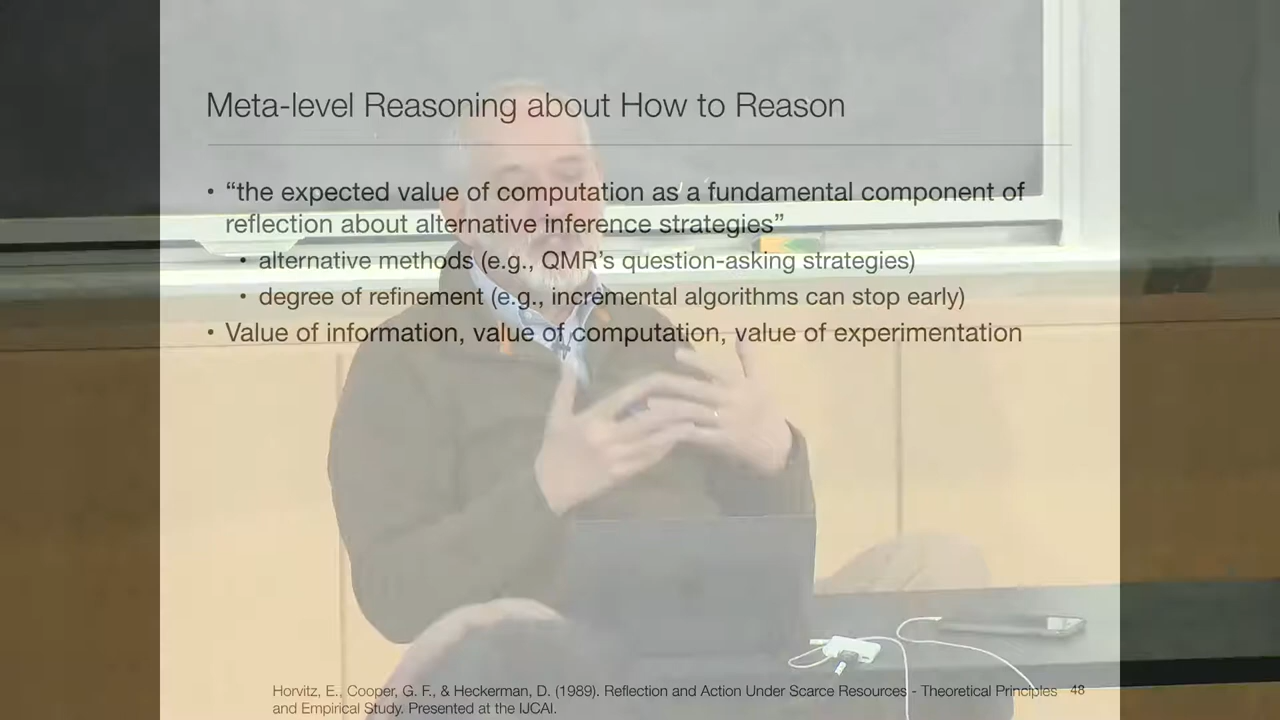 Meta-level Reasoning about How to Reason
• “the expected value of computation as a fundamental component of
reflection about alternative inference strategies”
• alternative methods (e.g., QMR’s question-asking strategies)
• degree of refinement (e.g., incremental algorithms can stop early)
• Value of information, value of computation, value of experimentation
Horvitz, E., Cooper, G. F., & Heckerman, D. (1989). Reflection and Action Under Scarce Resources - Theoretical Principles 48
and Empirical Study. Presented at the IJCAI.